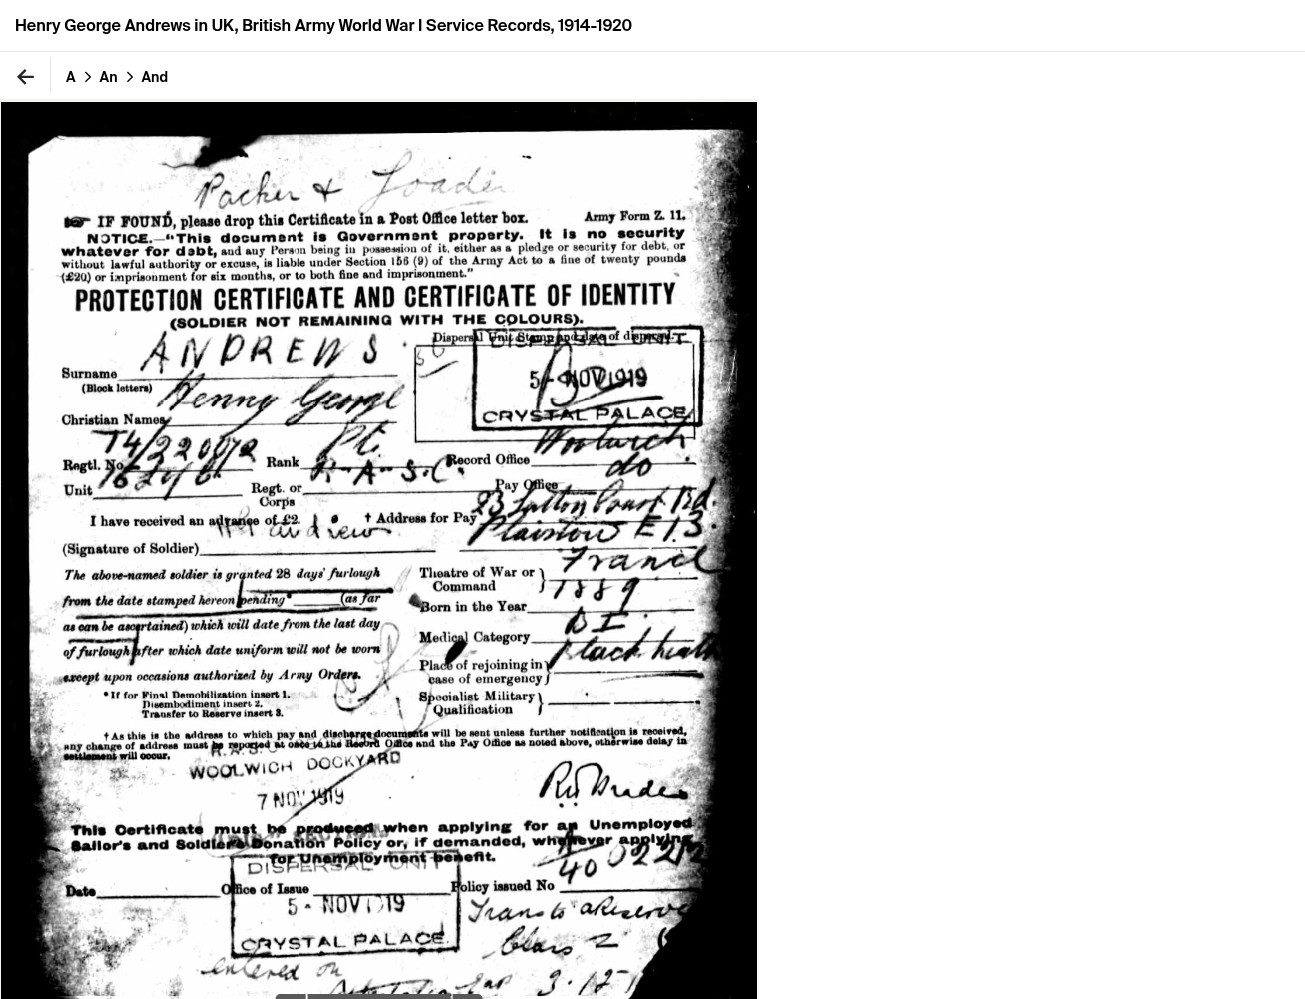 Henry George Andrews in UK, British Army World War I Service Records, 1914-1920
A > An > And
Packer & Loader
IF FOUND, please drop this Certificate in a Post Office letter box. Army Form Z. 11.
NOTICE.—"This document is Government property. It is no security
whatever for debt, and any Person being in possession of it, either as a pledge or security for debt, or
without lawful authority or excuse, is liable under Section 156 (9) of the Army Act to a fine of twenty pounds
(£20) or imprisonment for six months, or to both fine and imprisonment."
PROTECTION CERTIFICATE AND CERTIFICATE OF IDENTITY
(SOLDIER NOT REMAINING WITH THE COLOURS).
Dispersal Unit Stamp and date of dispersal.
DISPERSAL UNIT
5 - NOV 1919
CRYSTAL PALACE
Surname ANDREWS
(Block letters)
Christian Names Henry George
Regtl. No. T4/220072 Rank Pt. Record Office Woolwich
Unit Regt. or Corps R.A.S.C. Pay Office do
I have received an advance of £2. † Address for Pay 23 Sutton Court Rd.
Plaistow E13.
(Signature of Soldier) Andrews
The above-named soldier is granted 28 days' furlough
from the date stamped hereon pending* (as far
as can be ascertained) which will date from the last day
of furlough after which date uniform will not be worn
except upon occasions authorized by Army Orders.
* If for Final Demobilization insert 1.
Disembodiment insert 2.
Transfer to Reserve insert 3.
Theatre of War or Command France
Born in the Year 1889
Medical Category BI.
Place of rejoining in case of emergency Blackheath
Specialist Military Qualification
† As this is the address to which pay and discharge documents will be sent unless further notification is received,
any change of address must be reported at once to the Record Office and the Pay Office as noted above, otherwise delay in
settlement will occur.
WOOLWICH DOCKYARD
7 NOV 1919
This Certificate must be produced when applying for an Unemployed
Sailor's and Soldier's Donation Policy or, if demanded, whenever applying
for Unemployment benefit.
DISPERSAL UNIT
Date Office of Issue Policy issued No
5 - NOV 1919
CRYSTAL PALACE
Trans to a Reserve
Class Z
entered on